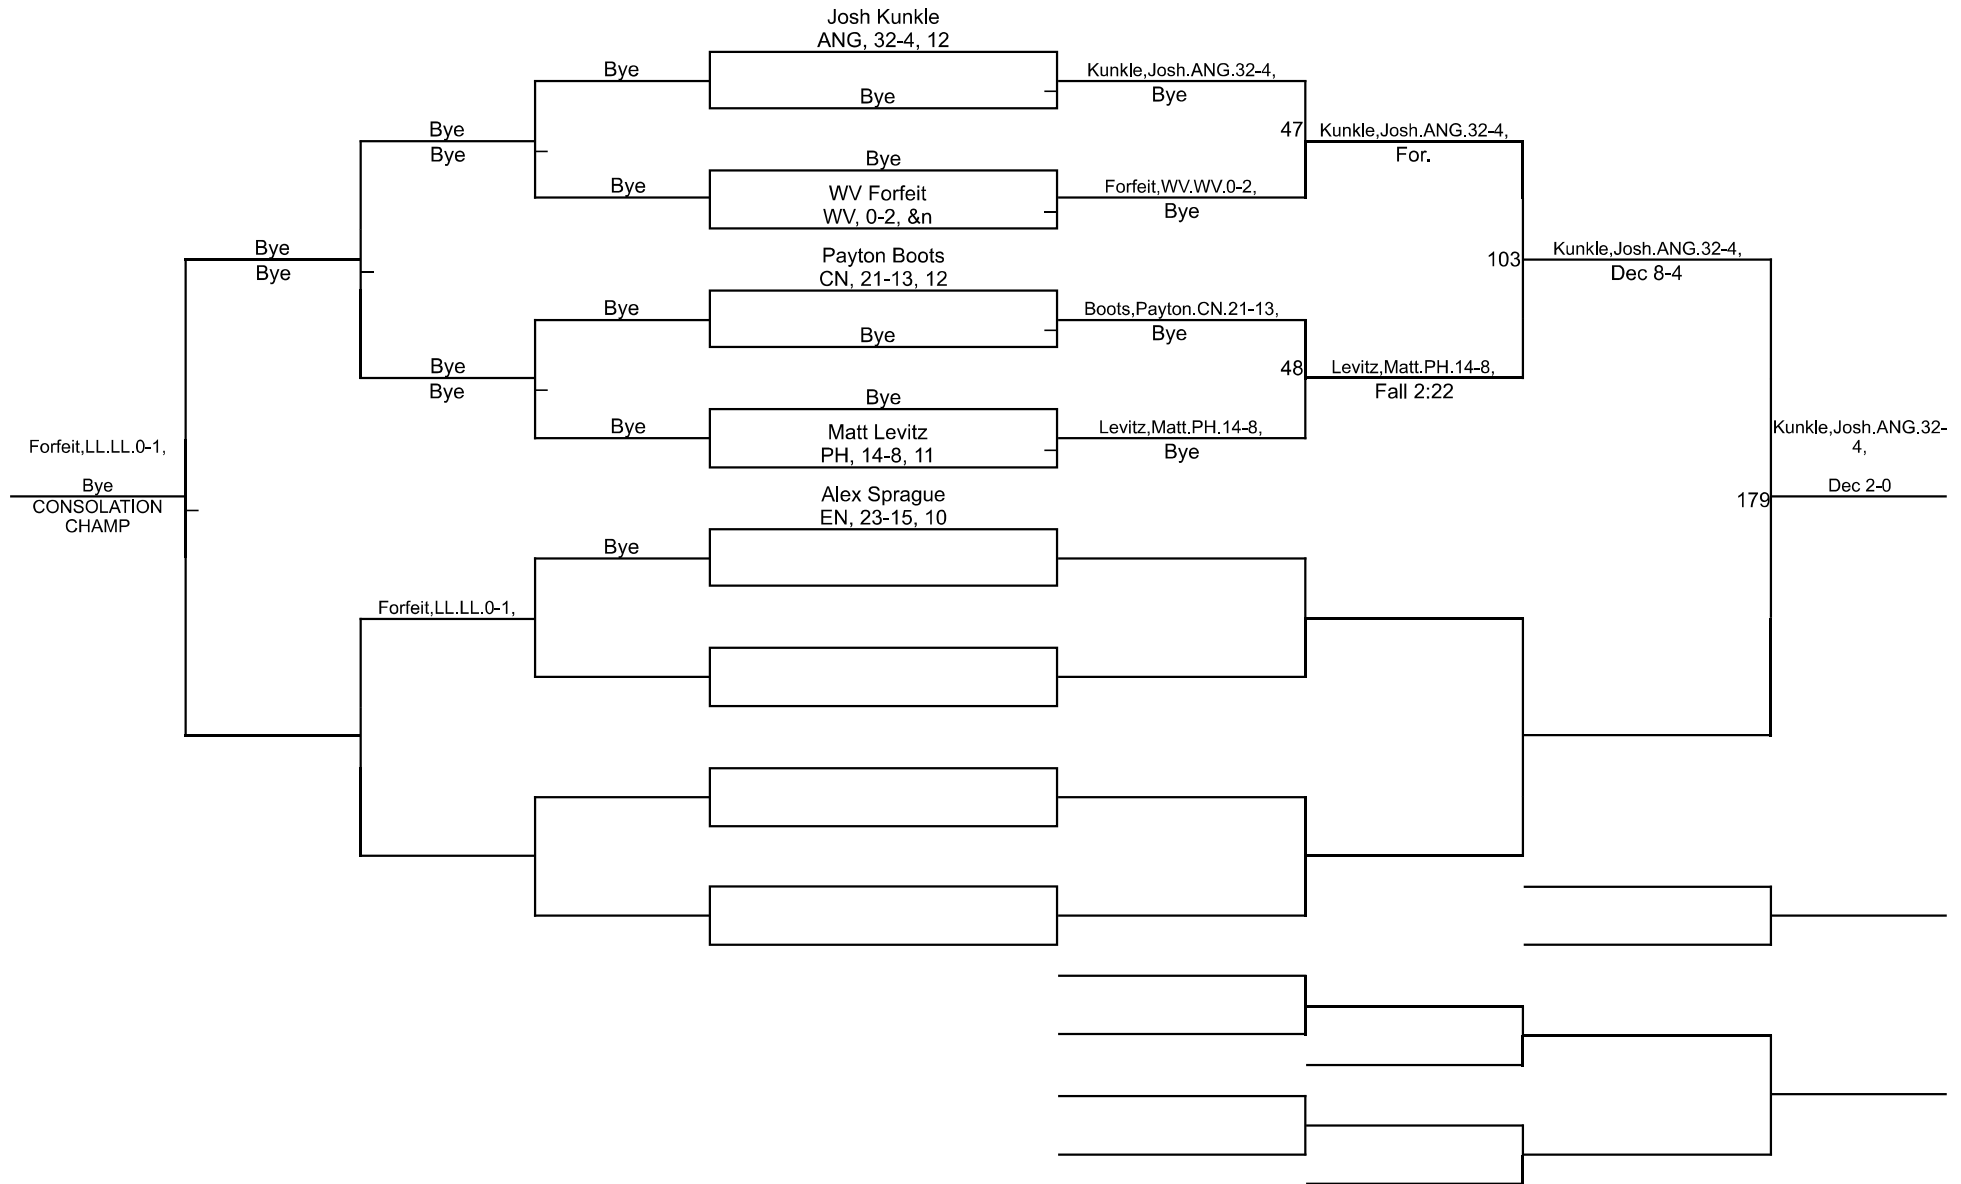 Josh Kunkle
ANG, 32-4, 12
Bye
Kunkle,Josh.ANG.32-4,
Bye
Bye
47
Kunkle,Josh.ANG.32-4,
For.
Bye
Bye
Bye
Bye
WV Forfeit
WV, 0-2, &n
Forfeit,WV.WV.0-2,
Bye
Bye
Bye
Payton Boots
CN, 21-13, 12
103
Kunkle,Josh.ANG.32-4,
Dec 8-4
Bye
Boots,Payton.CN.21-13,
Bye
Bye
Bye
Bye
48
Levitz,Matt.PH.14-8,
Fall 2:22
Bye
Bye
Matt Levitz
PH, 14-8, 11
Levitz,Matt.PH.14-8,
Bye
Forfeit,LL.LL.0-1,
Bye
CONSOLATION
CHAMP
Kunkle,Josh.ANG.32-
4,
Dec 2-0
179
Alex Sprague
EN, 23-15, 10
Bye
Forfeit,LL.LL.0-1,